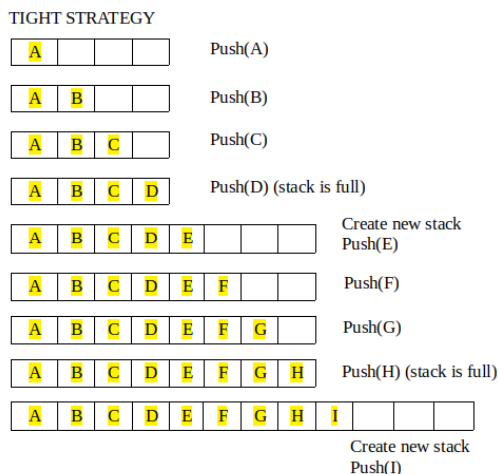 TIGHT STRATEGY
A Push(A)
A B Push(B)
A B C Push(C)
A B C D Push(D) (stack is full)
Create new stack
A B C D E Push(E)
A B C D E F Push(F)
A B C D E F G Push(G)
A B C D E F G H Push(H) (stack is full)
A B C D E F G H I
Create new stack
Push(I)